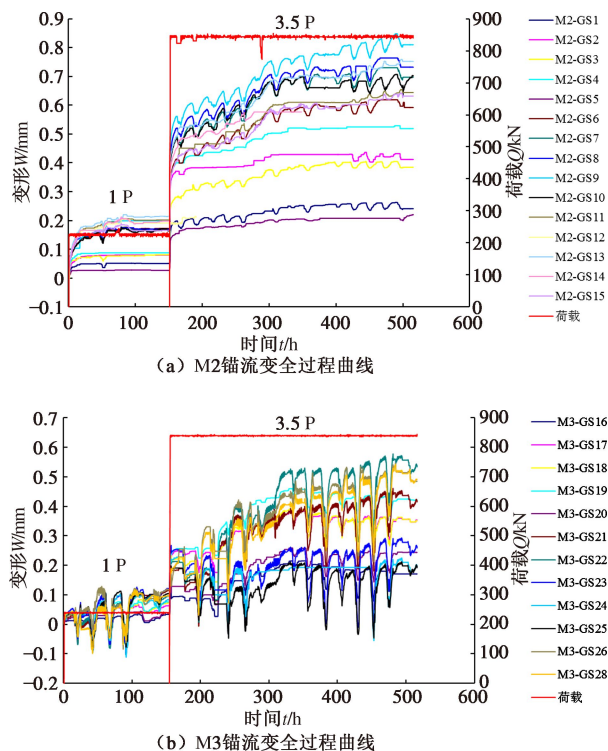 0.9
0.8
0.7
0.6
0.5
0.4
0.3
0.2
0.1
0
−0.1
变形W/mm
3.5 P
1 P
900
800
700
600
500
400
300
200
100
0
荷载Q/kN
0 100 200 300 400 500 600
时间t/h
M2-GS1
M2-GS2
M2-GS3
M2-GS4
M2-GS5
M2-GS6
M2-GS7
M2-GS8
M2-GS9
M2-GS10
M2-GS11
M2-GS12
M2-GS13
M2-GS14
M2-GS15
荷载
（a）M2锚流变全过程曲线
0.7
0.6
0.5
0.4
0.3
0.2
0.1
0
−0.1
−0.2
变形W/mm
3.5 P
1 P
900
800
700
600
500
400
300
200
100
0
荷载Q/kN
0 100 200 300 400 500 600
时间t/h
M3-GS16
M3-GS17
M3-GS18
M3-GS19
M3-GS20
M3-GS21
M3-GS22
M3-GS23
M3-GS24
M3-GS25
M3-GS26
M3-GS28
荷载
（b）M3锚流变全过程曲线